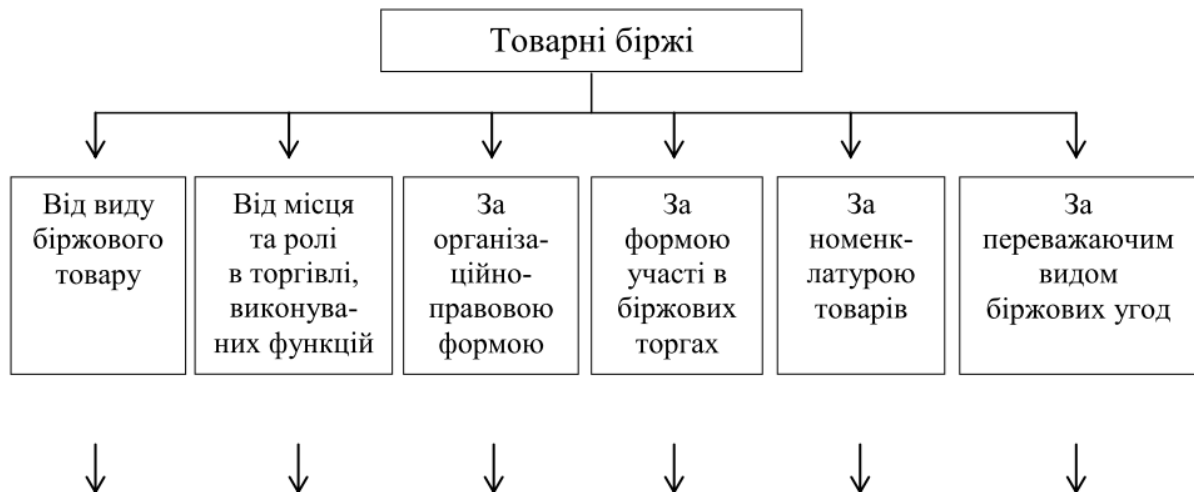 Товарні біржі
Від виду
біржового
товару
Від місця
та ролі
в торгівлі,
виконува-
них функцій
За
організа-
ційно-
правовою
формою
За
формою
участі в
біржових
торгах
За
номенк-
латурою
товарів
За
переважаючим
видом
біржових угод